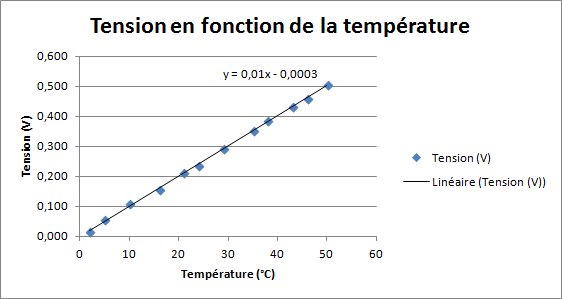 Tension en fonction de la température
0,600
0,500
0,400
0,300
0,200
0,100
0,000
Tension (V)
y = 0,01x - 0,0003
0 10 20 30 40 50 60
Température (°C)
Tension (V)
Linéaire (Tension (V))